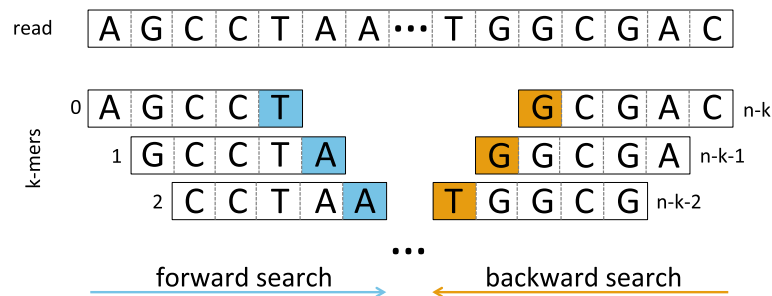 read A G C C T A A ... T G G C G A C
k-mers
0 A G C C T G C G A C n-k
1 G C C T A G G C G A n-k-1
2 C C T A A T G G C G n-k-2
...
forward search backward search